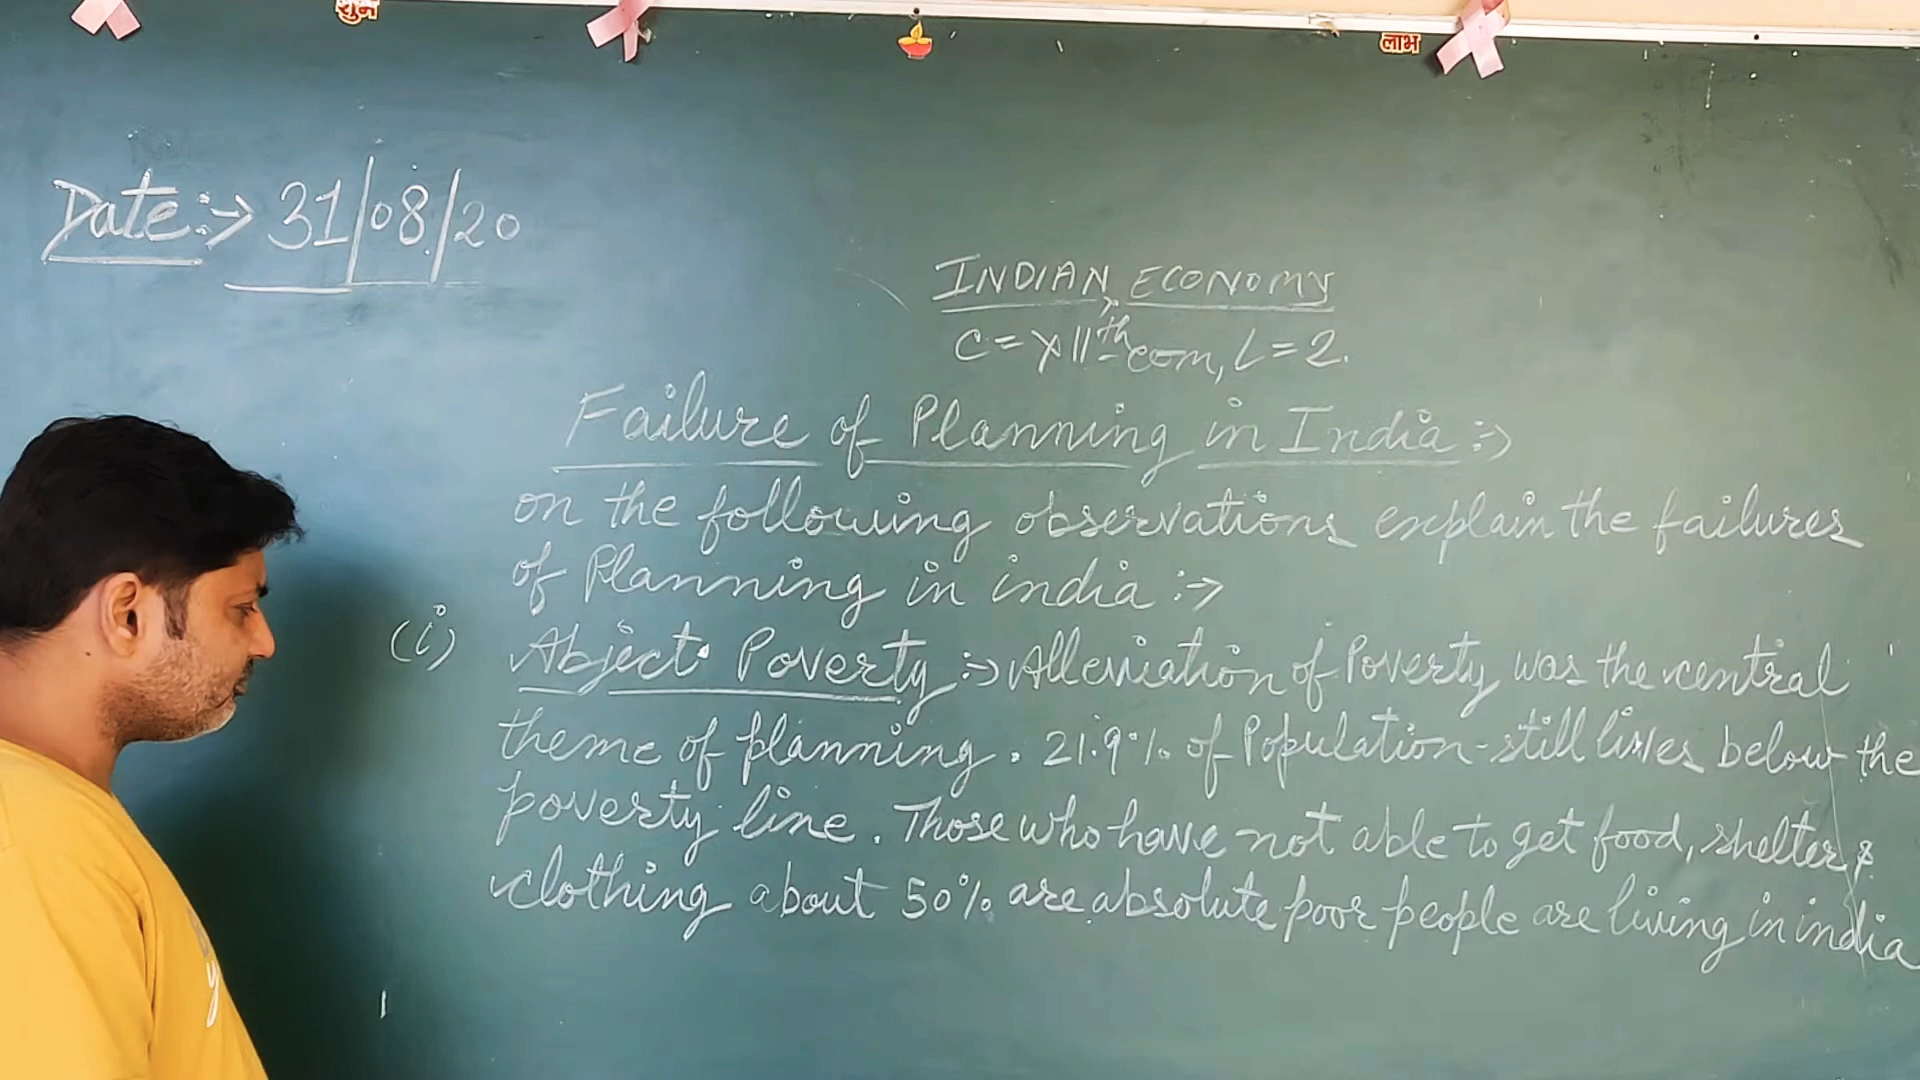 शुभ
लाभ
Date :-> 31/08/20
INDIAN ECONOMY
C = XIIth com, L = 2.
Failure of Planning in India :->
on the following observations explain the failures
of Planning in india :->
(i) Abject Poverty :-> Alleviation of Poverty was the central
theme of planning. 21.9% of Population still lives below the
poverty line. Those who have not able to get food, shelter &
clothing about 50% are absolute poor people are living in india